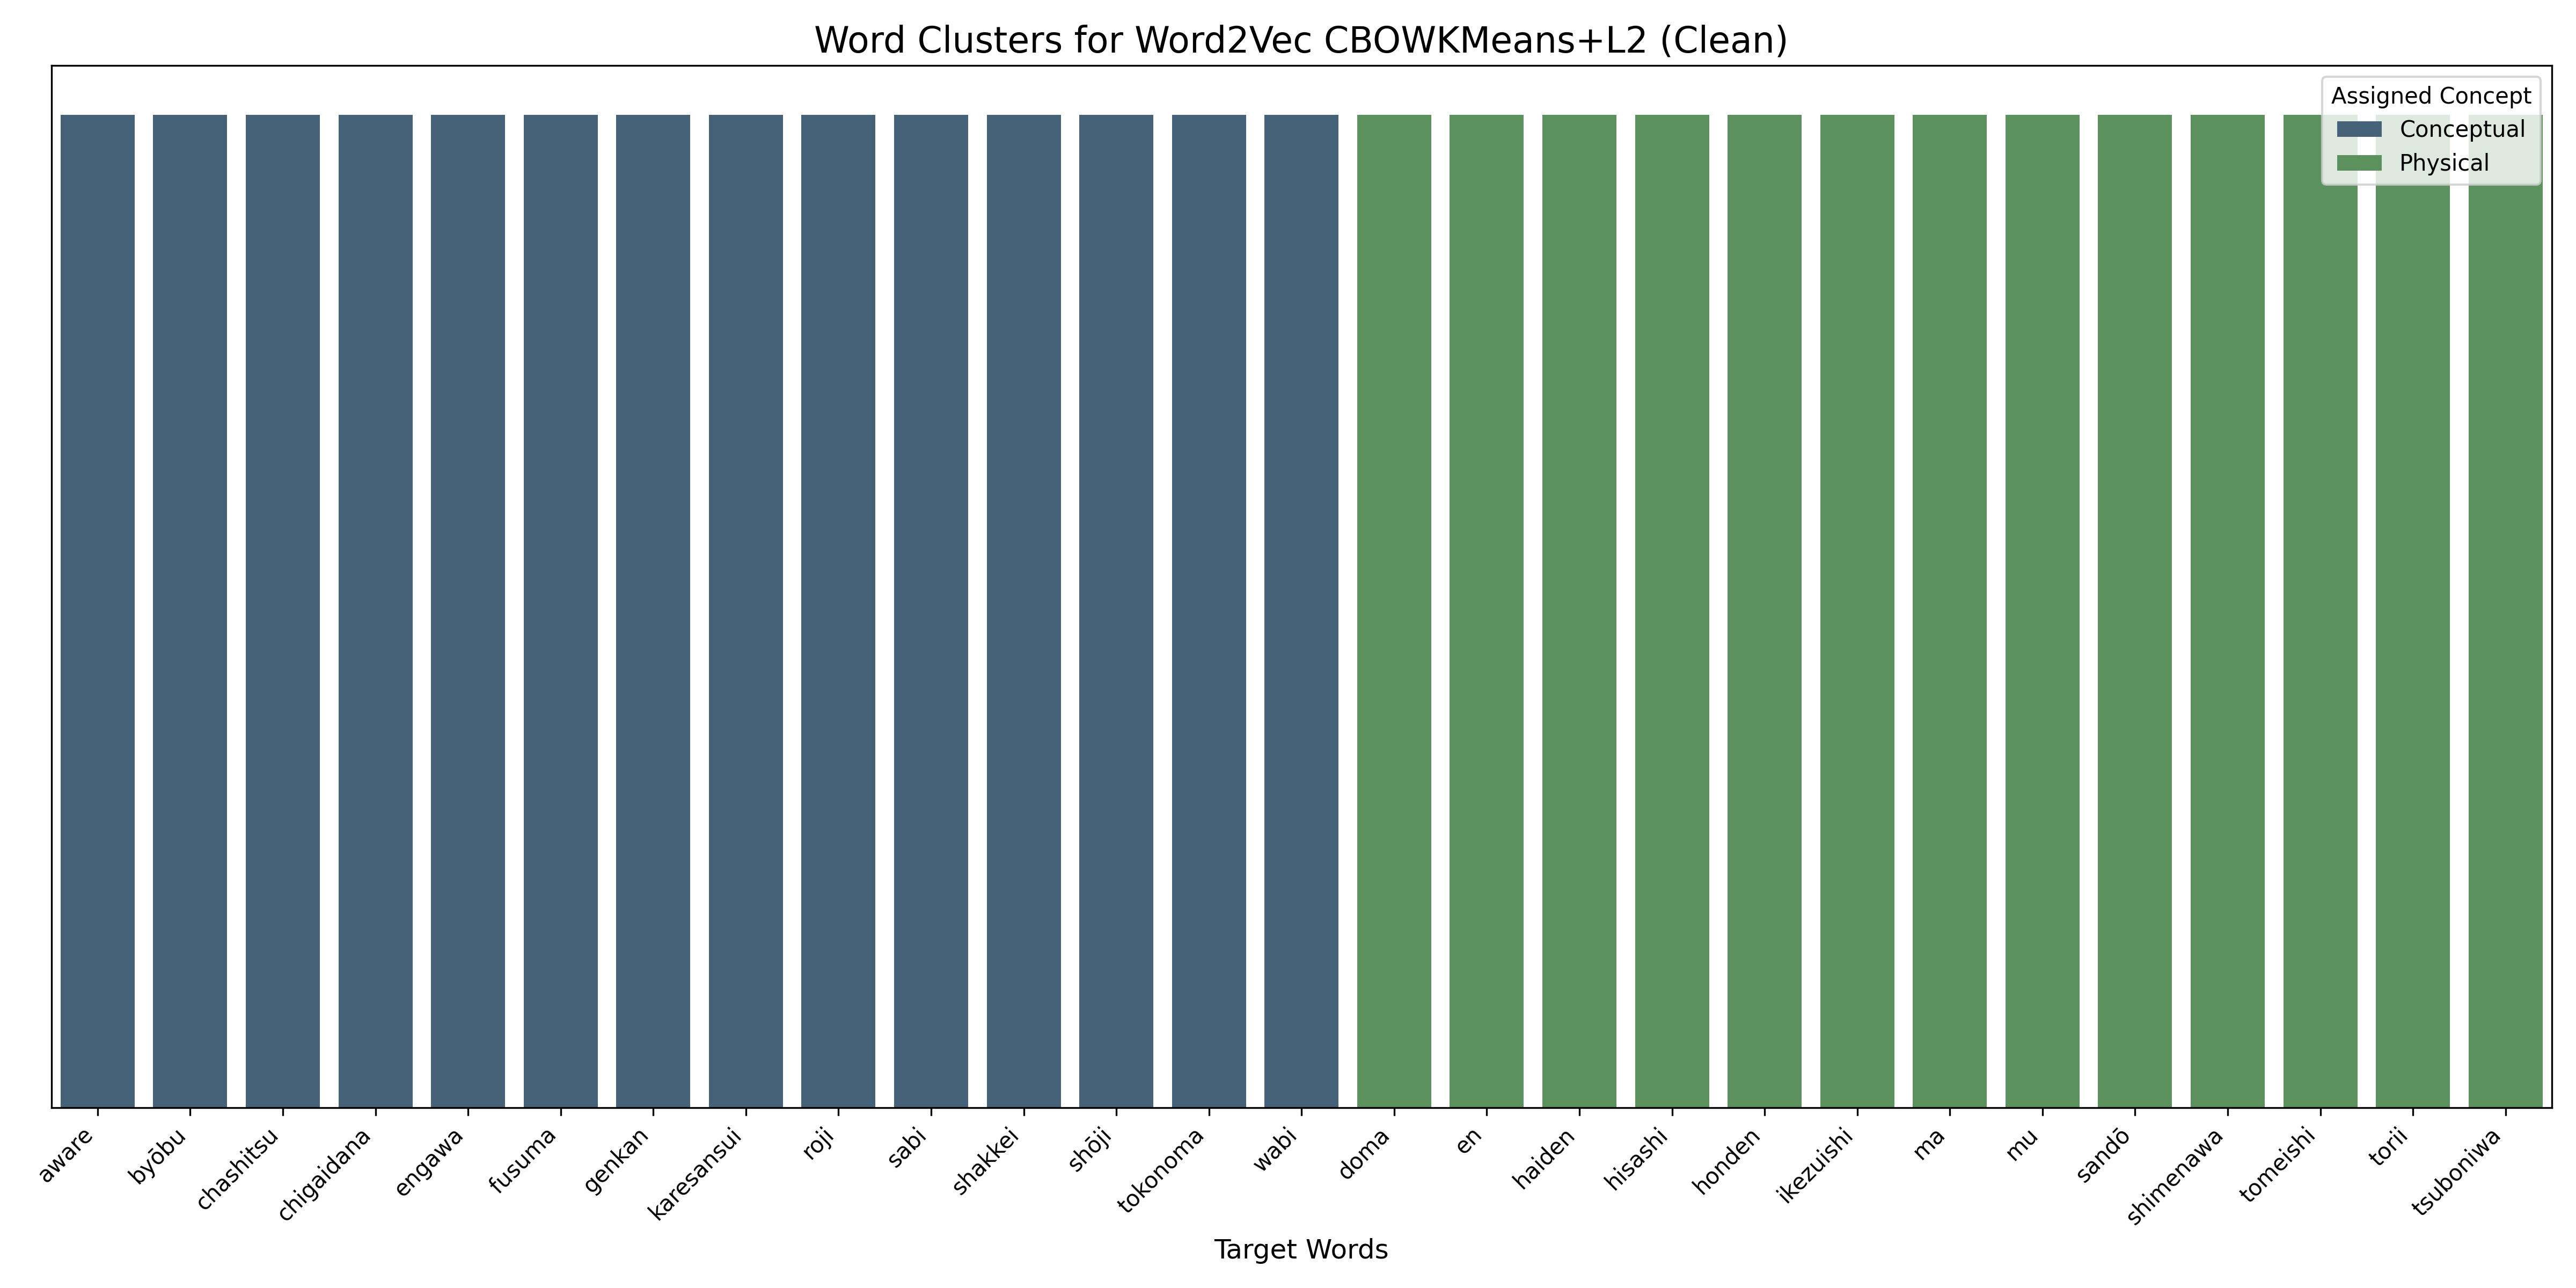 Word Clusters for Word2Vec CBOWKMeans+L2 (Clean)
Assigned Concept
Conceptual
Physical
aware
byōbu
chashitsu
chigaidana
engawa
fusuma
genkan
karesansui
roji
sabi
shakkei
shōji
tokonoma
wabi
doma
en
haiden
hisashi
honden
ikezuishi
ma
mu
sandō
shimenawa
tomeishi
torii
tsuboniwa
Target Words